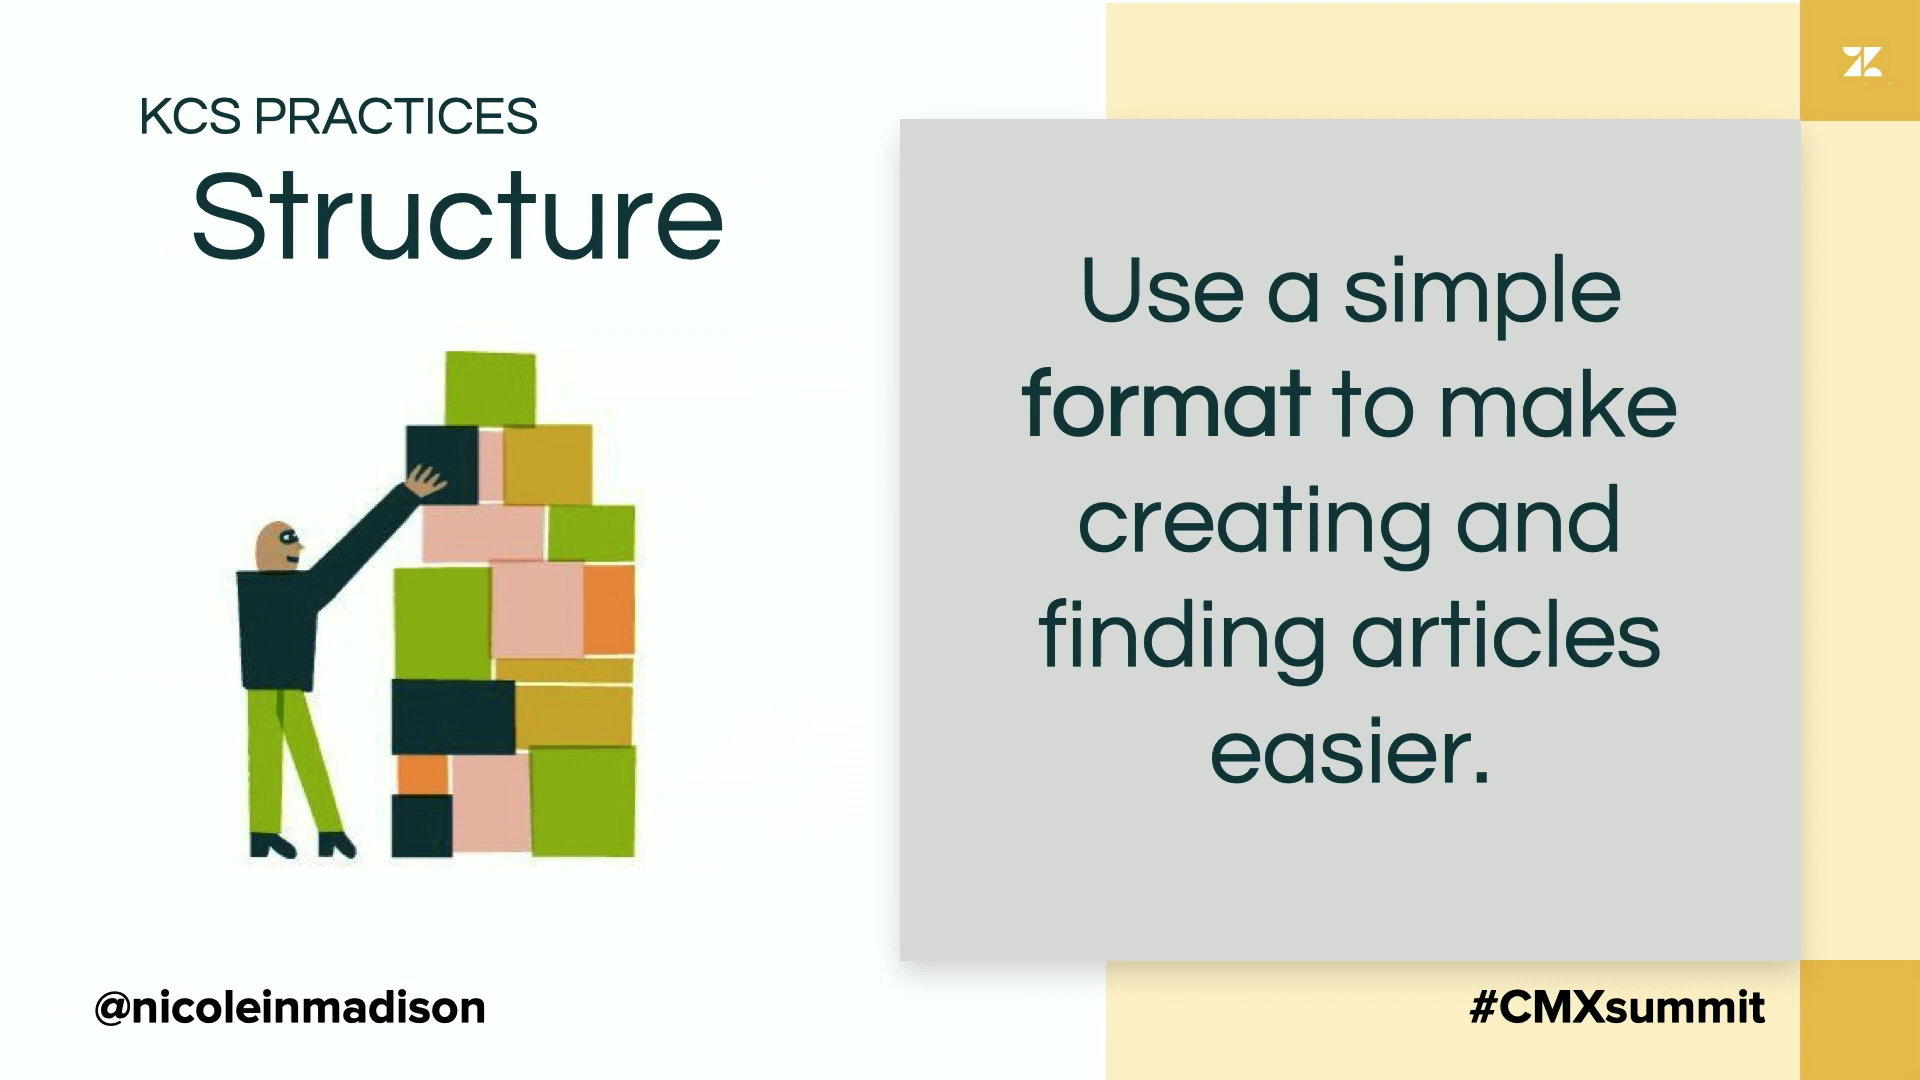 KCS PRACTICES
Structure
Use a simple
format to make
creating and
finding articles
easier.
@nicoleinmadison
#CMXsummit